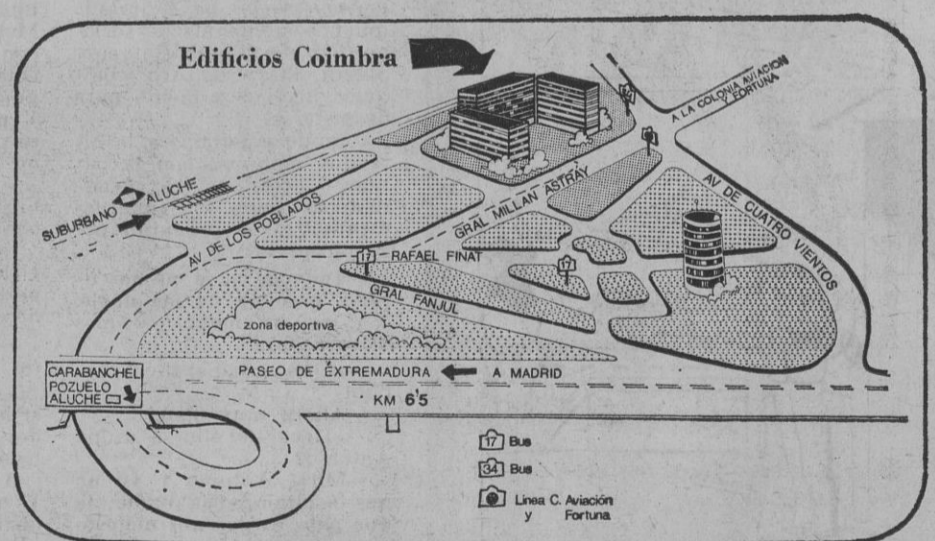 Edificios Coimbra
A LA COLONIA AVIACION
Y FORTUNA
34
SUBURBANO ALUCHE
AV DE LOS POBLADOS
GRAL MILLAN ASTRAY
AV DE CUATRO VIENTOS
17
RAFAEL FINAT
17
GRAL FANJUL
zona deportiva
CARABANCHEL
POZUELO
ALUCHE
PASEO DE EXTREMADURA
A MADRID
KM 6'5
17 Bus
34 Bus
Linea C. Aviación
y Fortuna